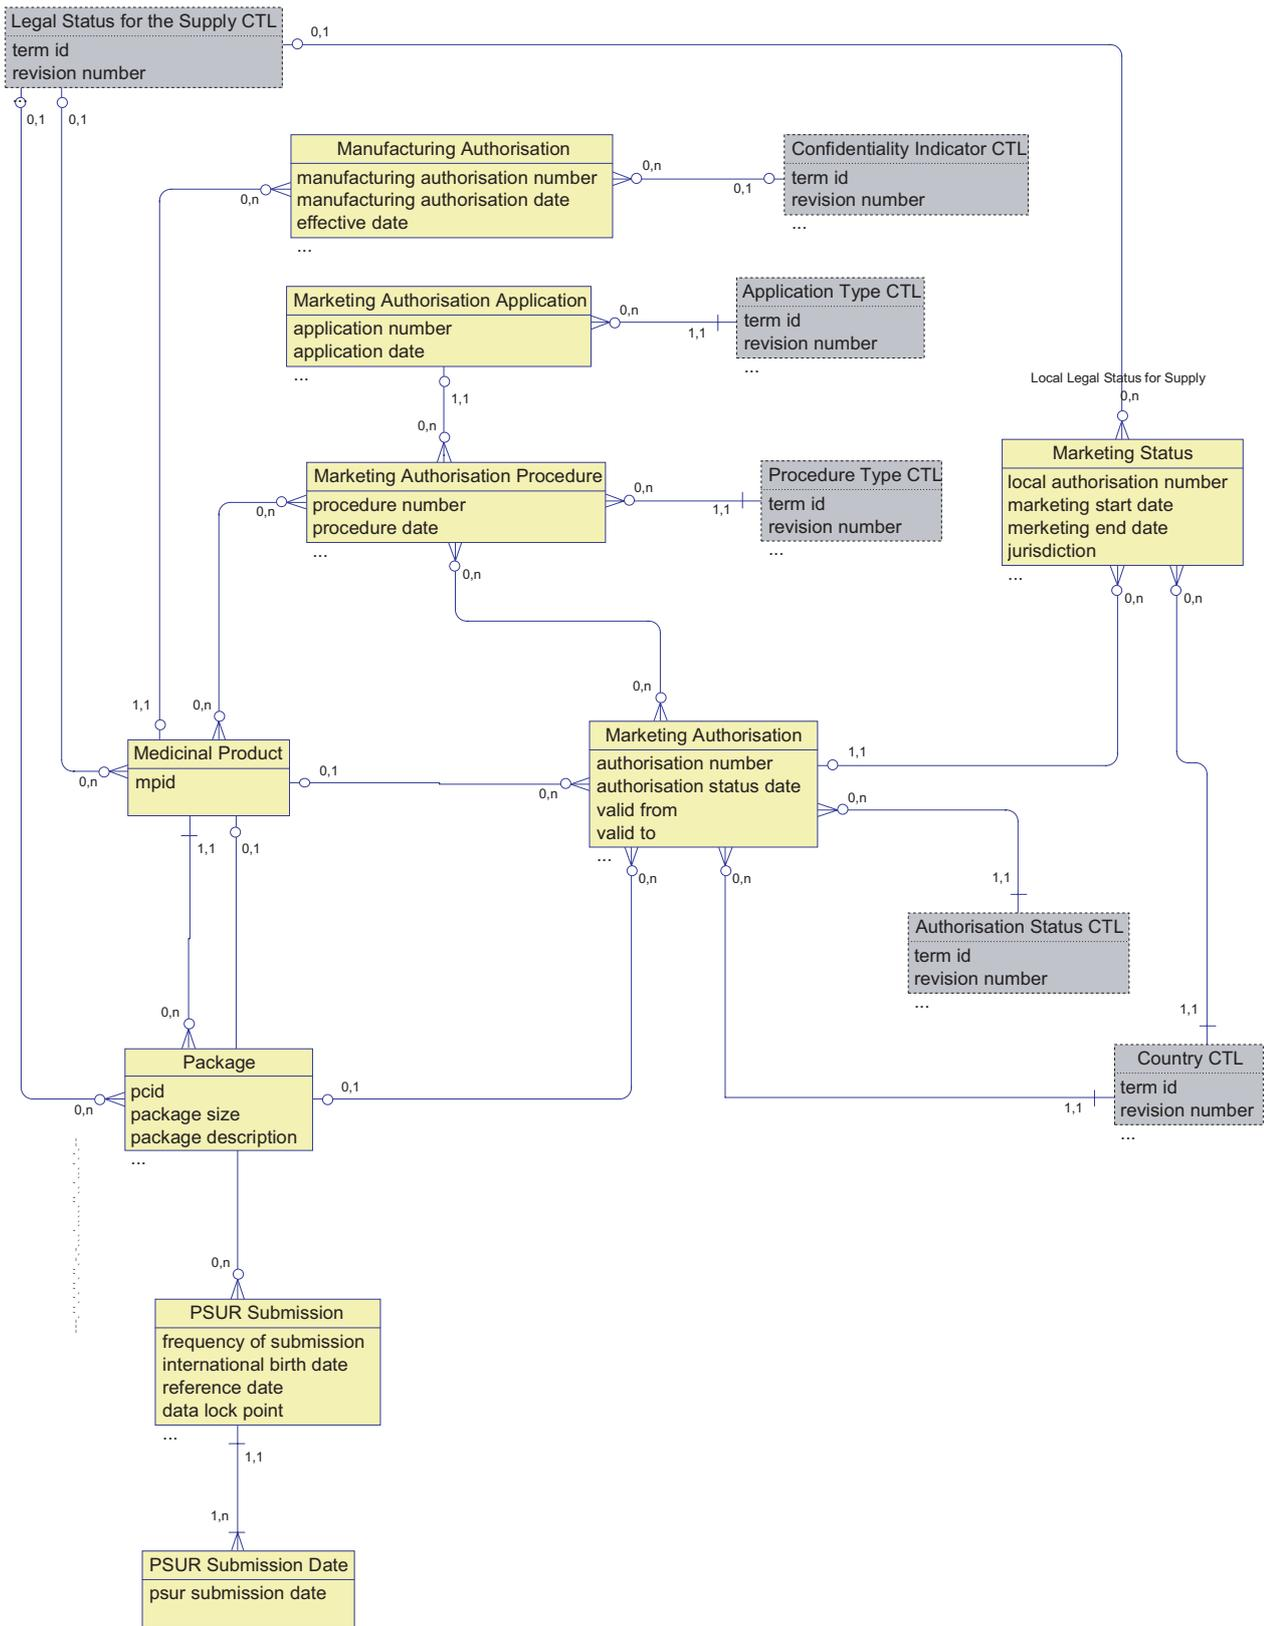 Legal Status for the Supply CTL
term id
revision number
...
0,1
0,1
0,1
Manufacturing Authorisation
manufacturing authorisation number
manufacturing authorisation date
effective date
...
0,n
0,n
0,1
Confidentiality Indicator CTL
term id
revision number
...
Marketing Authorisation Application
application number
application date
...
0,n
1,1
Application Type CTL
term id
revision number
...
1,1
0,n
Local Legal Status for Supply
0,n
Marketing Authorisation Procedure
procedure number
procedure date
...
0,n
0,n
1,1
Procedure Type CTL
term id
revision number
...
Marketing Status
local authorisation number
marketing start date
merketing end date
jurisdiction
...
0,n
0,n
0,n
0,n
1,1
0,n
Medicinal Product
mpid
0,n
0,1
0,n
Marketing Authorisation
authorisation number
authorisation status date
valid from
valid to
...
1,1
0,n
0,n
0,n
1,1
0,1
1,1
Authorisation Status CTL
term id
revision number
...
0,n
1,1
Package
pcid
package size
package description
...
0,n
0,1
1,1
Country CTL
term id
revision number
...
0,n
PSUR Submission
frequency of submission
international birth date
reference date
data lock point
...
1,1
1,n
PSUR Submission Date
psur submission date